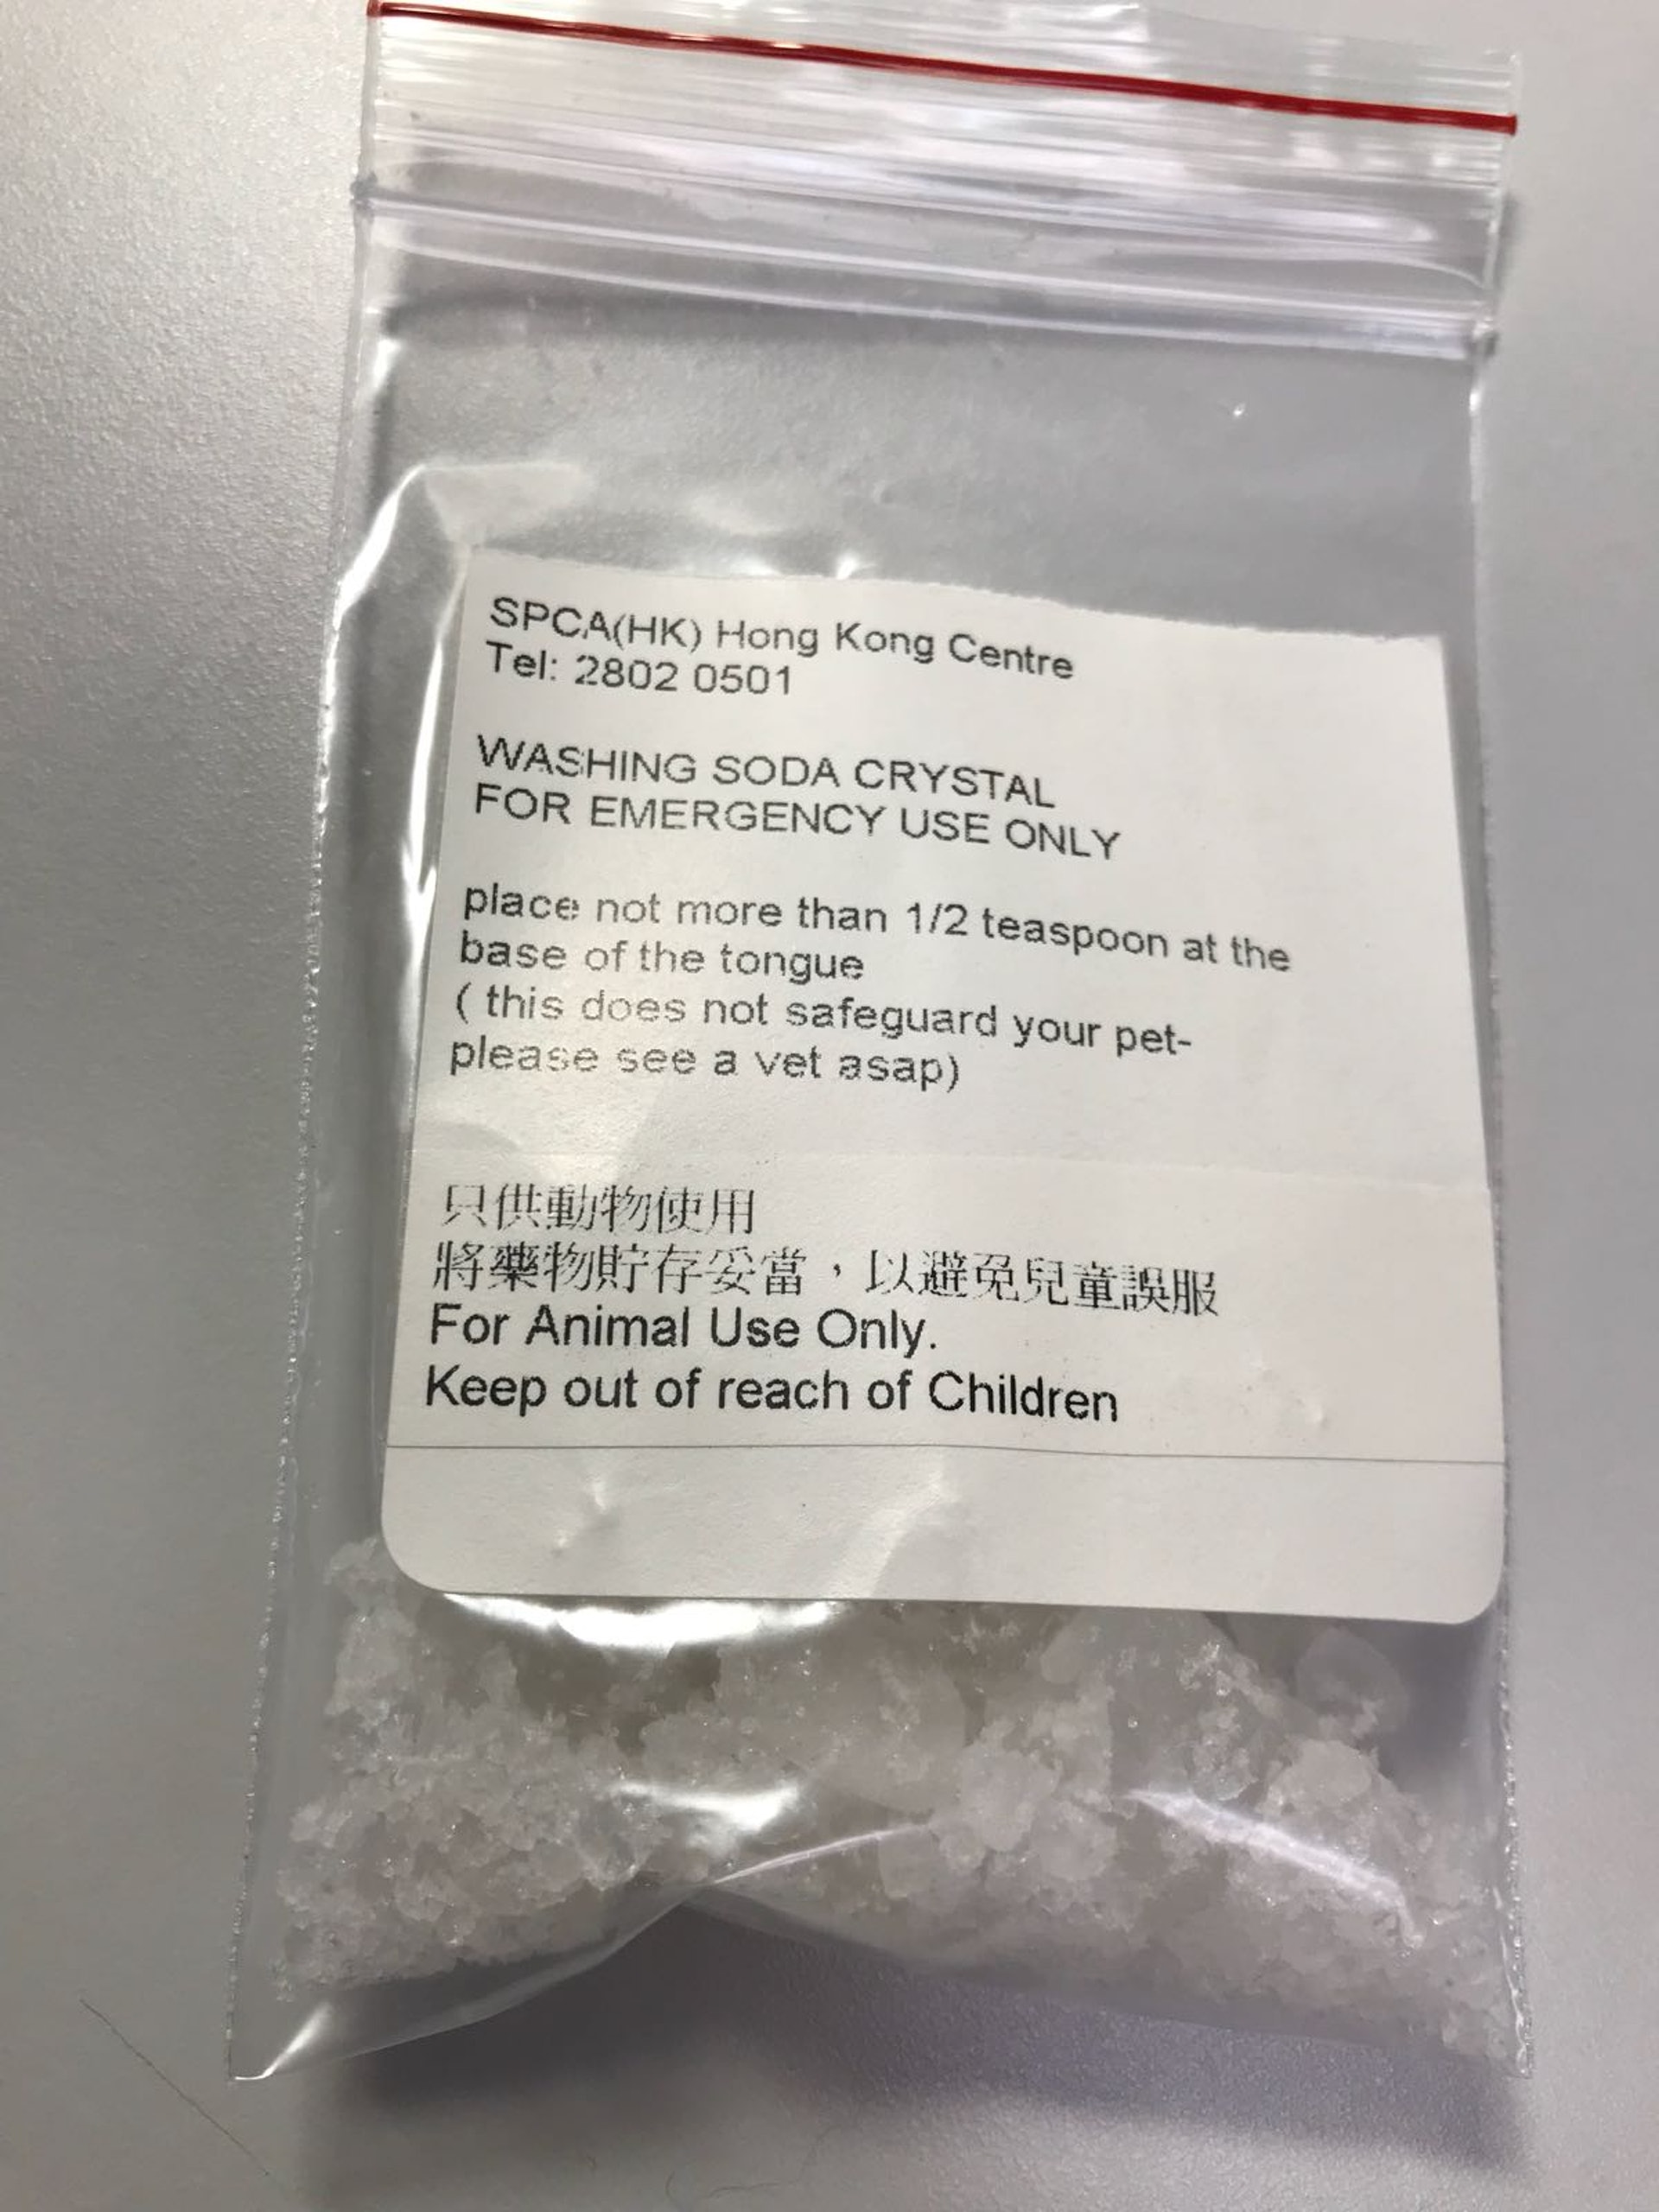 SPCA(HK) Hong Kong Centre
Tel: 2802 0501
WASHING SODA CRYSTAL
FOR EMERGENCY USE ONLY
place not more than 1/2 teaspoon at the
base of the tongue
( this does not safeguard your pet-
please see a vet asap)
只供動物使用
將藥物貯存妥當，以避免兒童誤服
For Animal Use Only.
Keep out of reach of Children